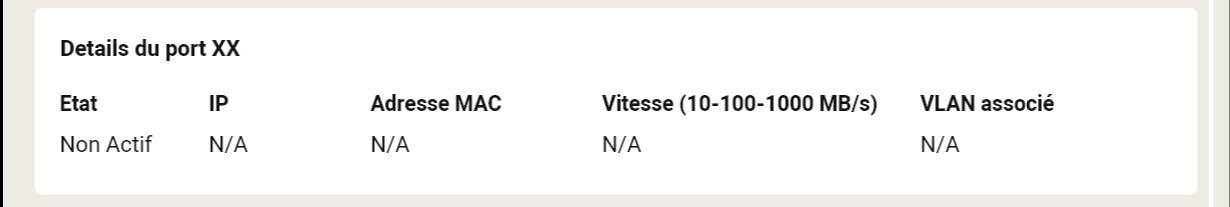 Details du port XX
Etat IP Adresse MAC Vitesse (10-100-1000 MB/s) VLAN associé
Non Actif N/A N/A N/A N/A